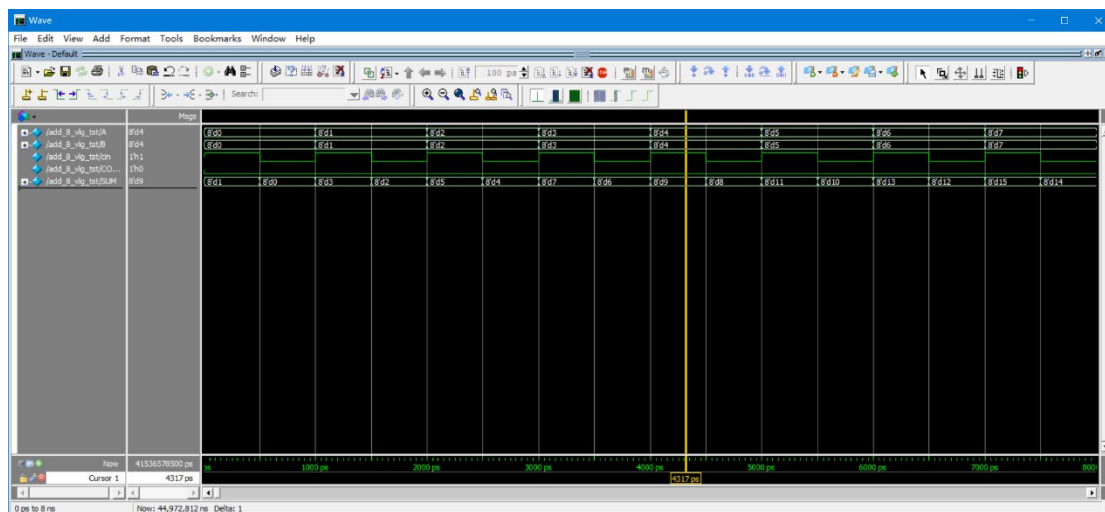 Wave
File Edit View Add Format Tools Bookmarks Window Help
Wave - Default
100 ps
Search:
Msgs
/add_8_vlg_tst/A 8'd4 8'd0 8'd1 8'd2 8'd3 8'd4 8'd5 8'd6 8'd7
/add_8_vlg_tst/B 8'd4 8'd0 8'd1 8'd2 8'd3 8'd4 8'd5 8'd6 8'd7
/add_8_vlg_tst/cin 1'h1
/add_8_vlg_tst/CO... 1'h0
/add_8_vlg_tst/SUM 8'd9 8'd1 8'd0 8'd3 8'd2 8'd5 8'd4 8'd7 8'd6 8'd9 8'd8 8'd11 8'd10 8'd13 8'd12 8'd15 8'd14
Now 41536578500 ps ps 1000 ps 2000 ps 3000 ps 4000 ps 5000 ps 6000 ps 7000 ps 800
Cursor 1 4317 ps 4317 ps
0 ps to 8 ns Now: 44,972,812 ns Delta: 1